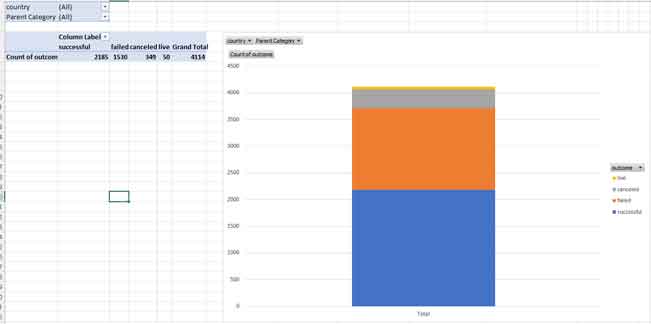 country (All)
Parent Category (All)
Column Label
successful failed canceled live Grand Total
Count of outcom 2185 1530 349 50 4114
country Parent Category
Count of outcome
4500
4000
3500
3000
2500
2000
1500
1000
500
0
Total
outcome
live
canceled
failed
successful